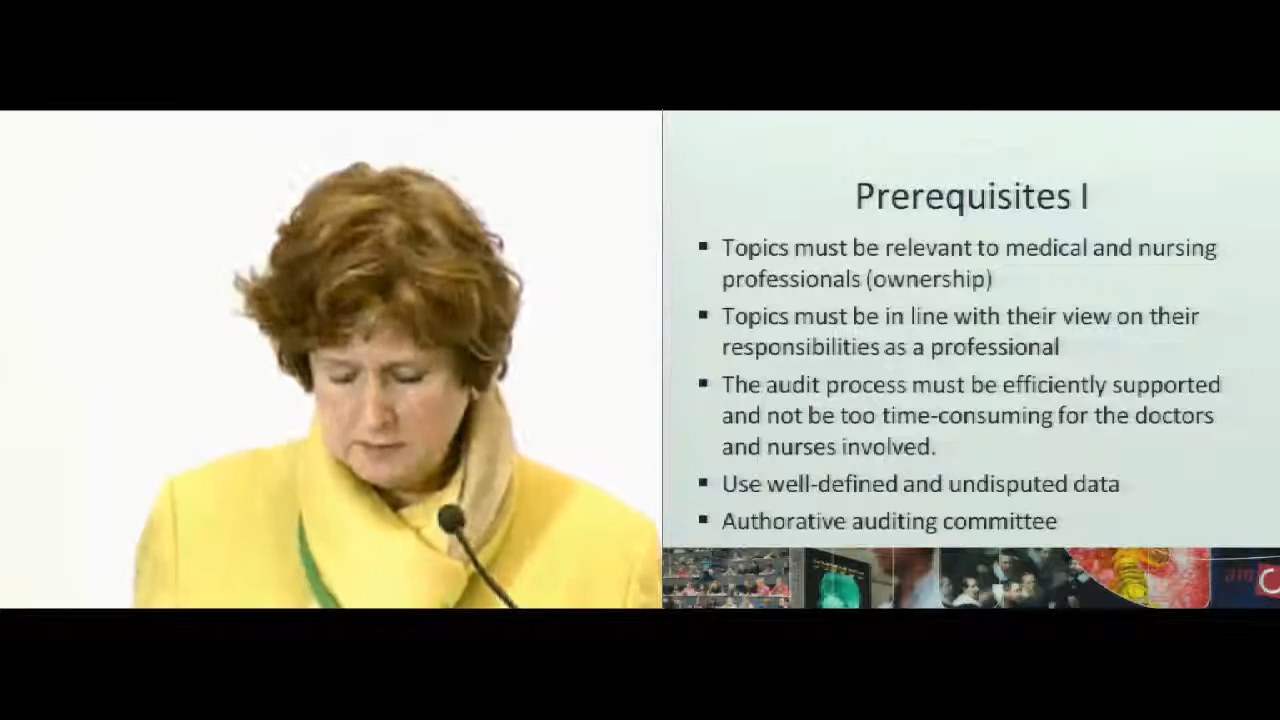 Prerequisites I
▪ Topics must be relevant to medical and nursing
professionals (ownership)
▪ Topics must be in line with their view on their
responsibilities as a professional
▪ The audit process must be efficiently supported
and not be too time-consuming for the doctors
and nurses involved.
▪ Use well-defined and undisputed data
▪ Authorative auditing committee
am